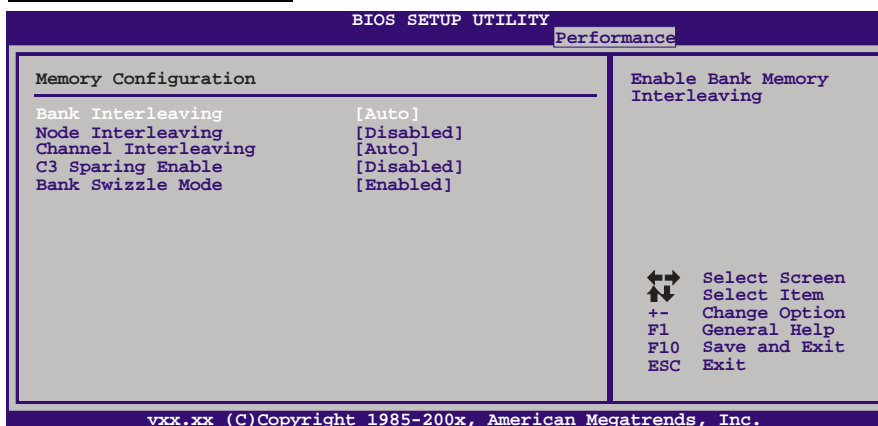 BIOS SETUP UTILITY
Performance
Memory Configuration
Bank Interleaving [Auto]
Node Interleaving [Disabled]
Channel Interleaving [Auto]
C3 Sparing Enable [Disabled]
Bank Swizzle Mode [Enabled]
Enable Bank Memory
Interleaving
Select Screen
Select Item
+- Change Option
F1 General Help
F10 Save and Exit
ESC Exit
vxx.xx (C)Copyright 1985-200x, American Megatrends, Inc.